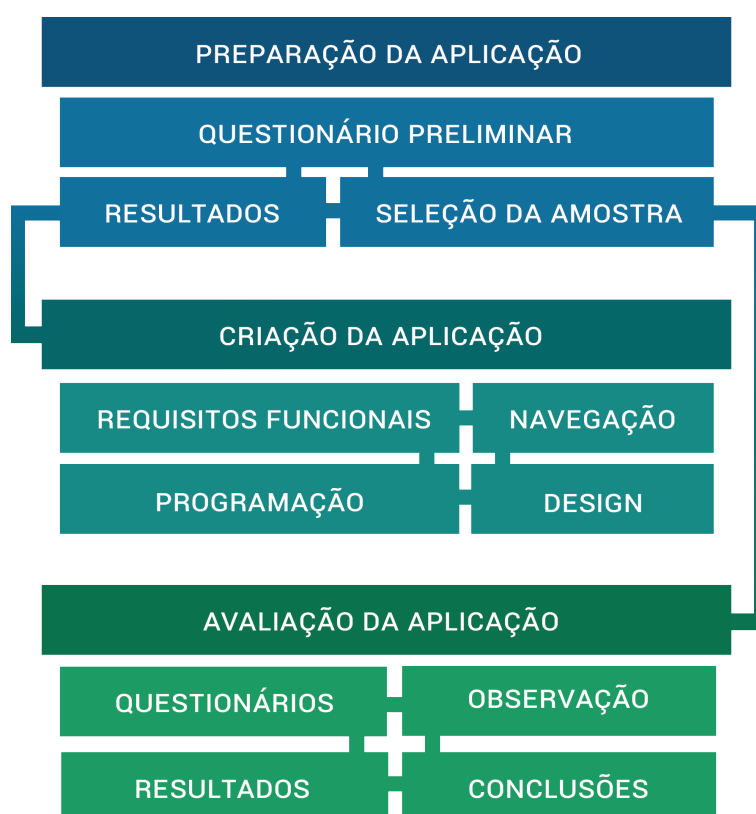 PREPARAÇÃO DA APLICAÇÃO
QUESTIONÁRIO PRELIMINAR
RESULTADOS
SELEÇÃO DA AMOSTRA
CRIAÇÃO DA APLICAÇÃO
REQUISITOS FUNCIONAIS
NAVEGAÇÃO
PROGRAMAÇÃO
DESIGN
AVALIAÇÃO DA APLICAÇÃO
QUESTIONÁRIOS
OBSERVAÇÃO
RESULTADOS
CONCLUSÕES